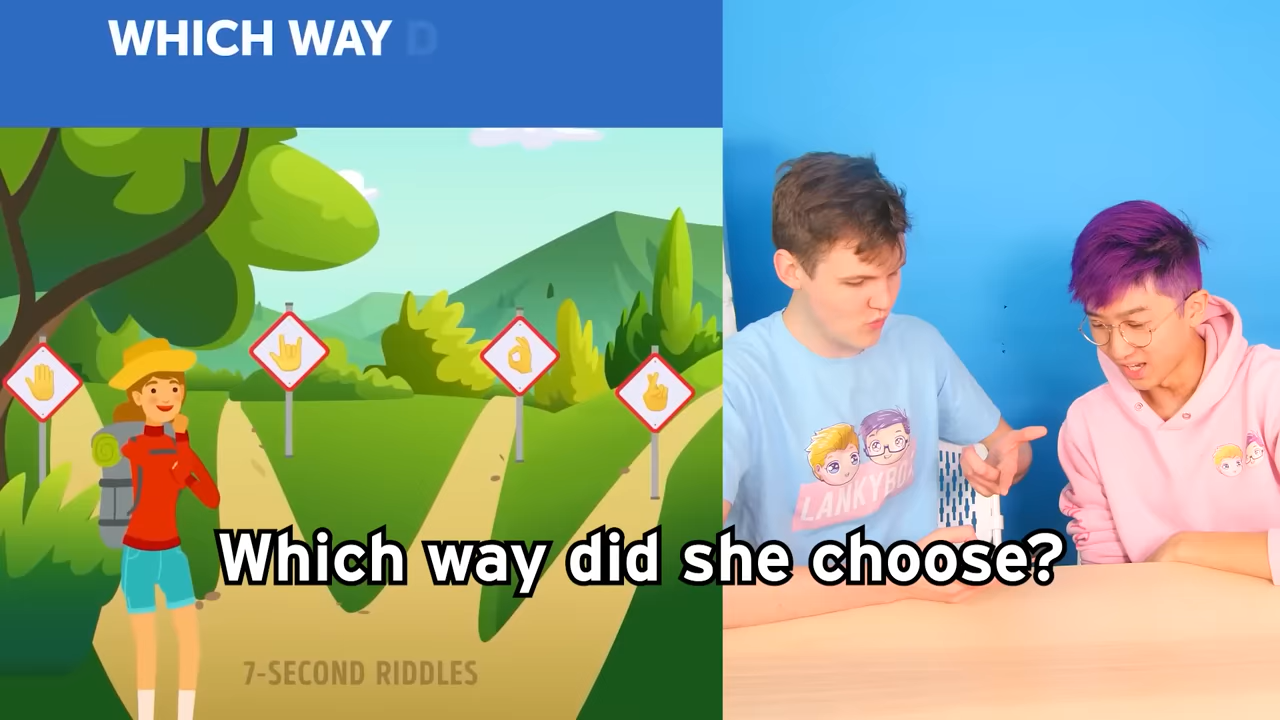 WHICH WAY D
LANKYBOX
Which way did she choose?
7-SECOND RIDDLES